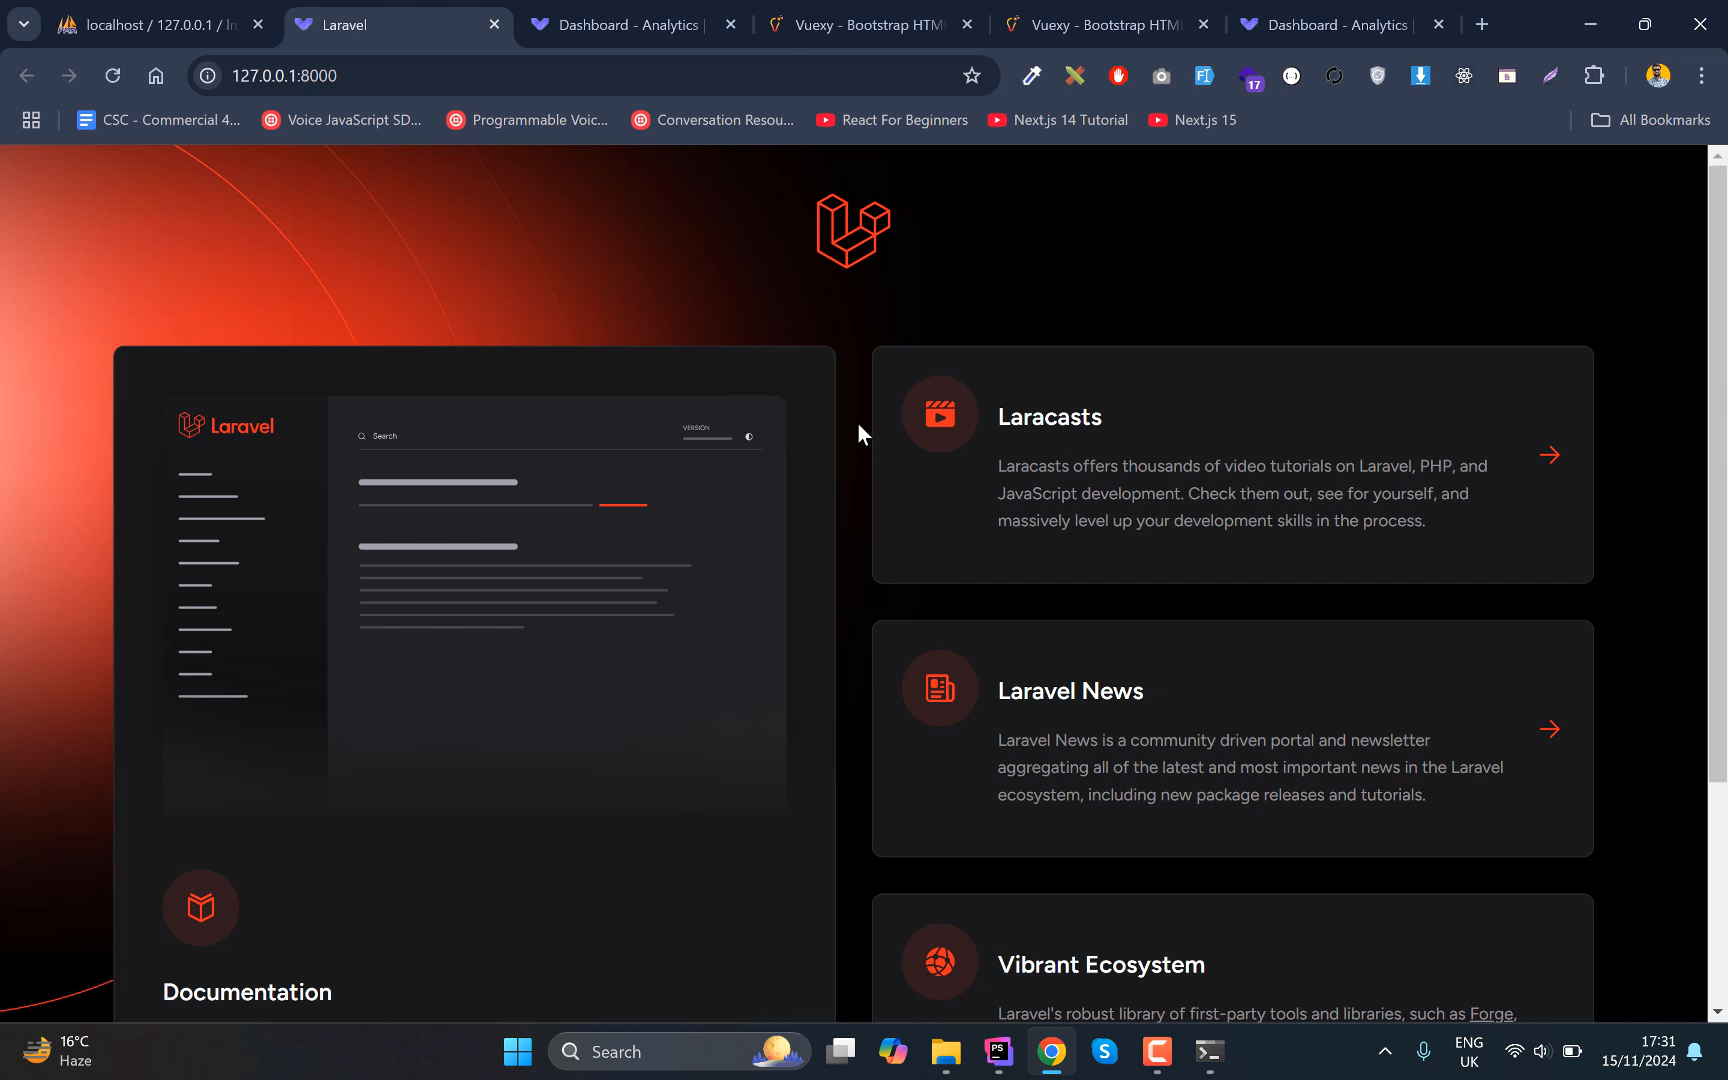 localhost / 127.0.0.1 / In
Laravel
Dashboard - Analytics |
Vuexy - Bootstrap HTM
Vuexy - Bootstrap HTM
Dashboard - Analytics |
127.0.0.1:8000
17
CSC - Commercial 4...
Voice JavaScript SD...
Programmable Voic...
Conversation Resou...
React For Beginners
Next.js 14 Tutorial
Next.js 15
All Bookmarks
Laravel
Search
VERSION
Laracasts
Laracasts offers thousands of video tutorials on Laravel, PHP, and
JavaScript development. Check them out, see for yourself, and
massively level up your development skills in the process.
Laravel News
Laravel News is a community driven portal and newsletter
aggregating all of the latest and most important news in the Laravel
ecosystem, including new package releases and tutorials.
Documentation
Vibrant Ecosystem
Laravel's robust library of first-party tools and libraries, such as Forge,
16°C
Haze
Search
PS
ENG
UK
17:31
15/11/2024